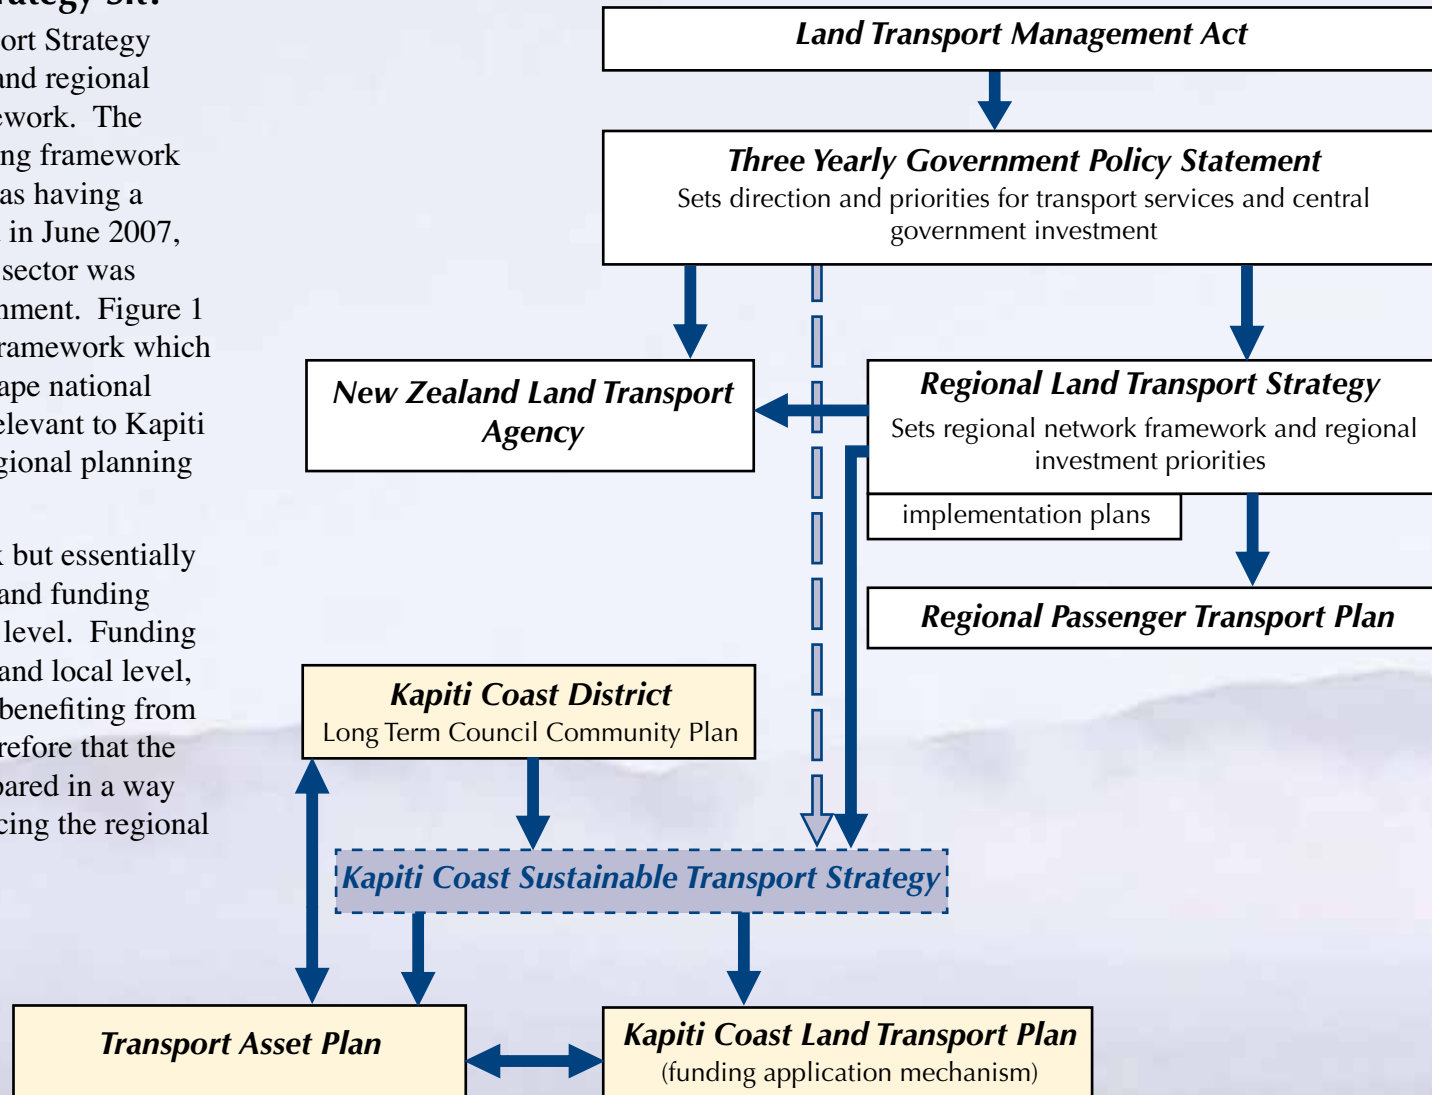 ort Strategy
and regional
ework. The
ng framework
as having a
in June 2007,
sector was
nment. Figure 1
ramework which
ape national
elevant to Kapiti
gional planning
but essentially
and funding
level. Funding
and local level,
benefiting from
refore that the
pared in a way
cing the regional
Land Transport Management Act
Three Yearly Government Policy Statement
Sets direction and priorities for transport services and central
government investment
New Zealand Land Transport
Agency
Regional Land Transport Strategy
Sets regional network framework and regional
investment priorities
implementation plans
Regional Passenger Transport Plan
Kapiti Coast District
Long Term Council Community Plan
Kapiti Coast Sustainable Transport Strategy
Transport Asset Plan
Kapiti Coast Land Transport Plan
(funding application mechanism)